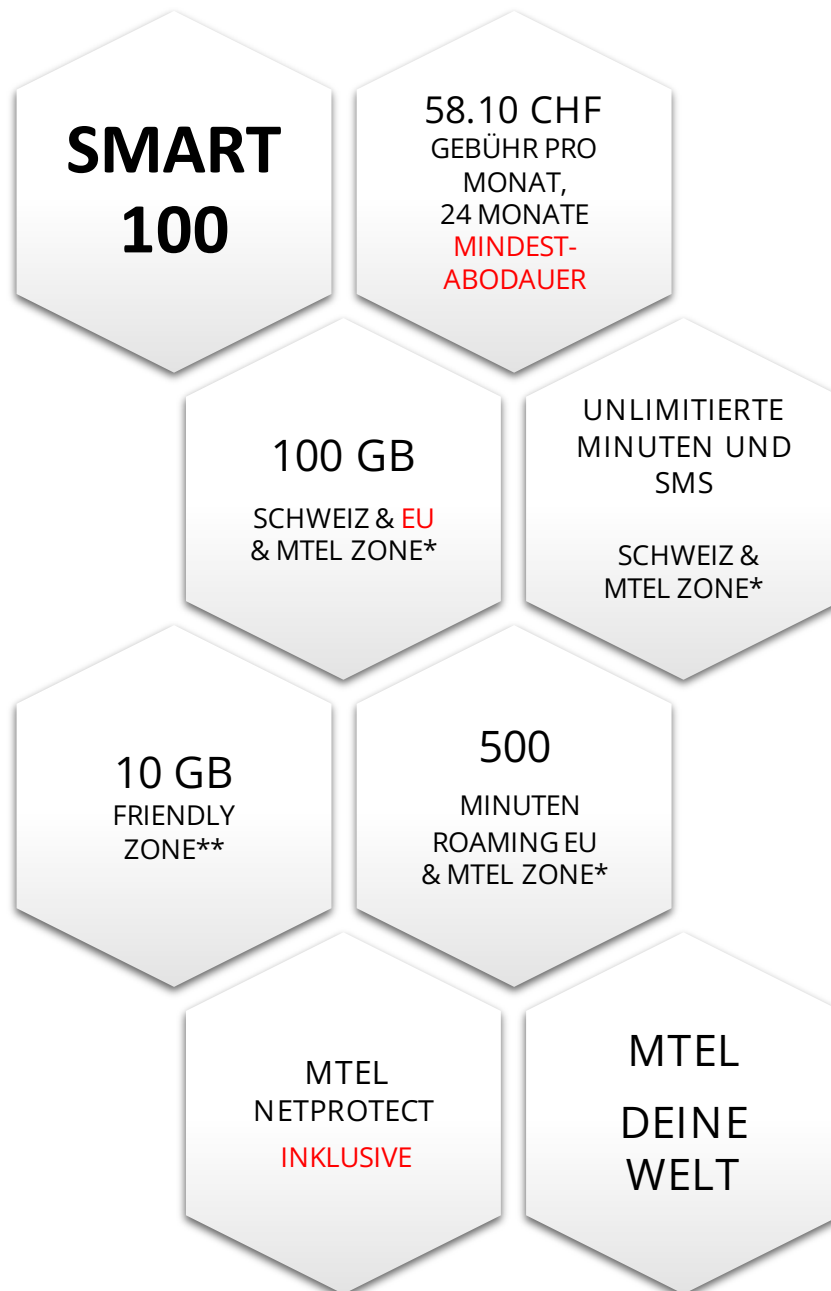 SMART
100
58.10 CHF
GEBÜHR PRO
MONAT,
24 MONATE
MINDEST-
ABODAUER
100 GB
SCHWEIZ & EU
& MTEL ZONE*
UNLIMITIERTE
MINUTEN UND
SMS
SCHWEIZ &
MTEL ZONE*
10 GB
FRIENDLY
ZONE**
500
MINUTEN
ROAMING EU
& MTEL ZONE*
MTEL
NETPROTECT
INKLUSIVE
MTEL
DEINE
WELT